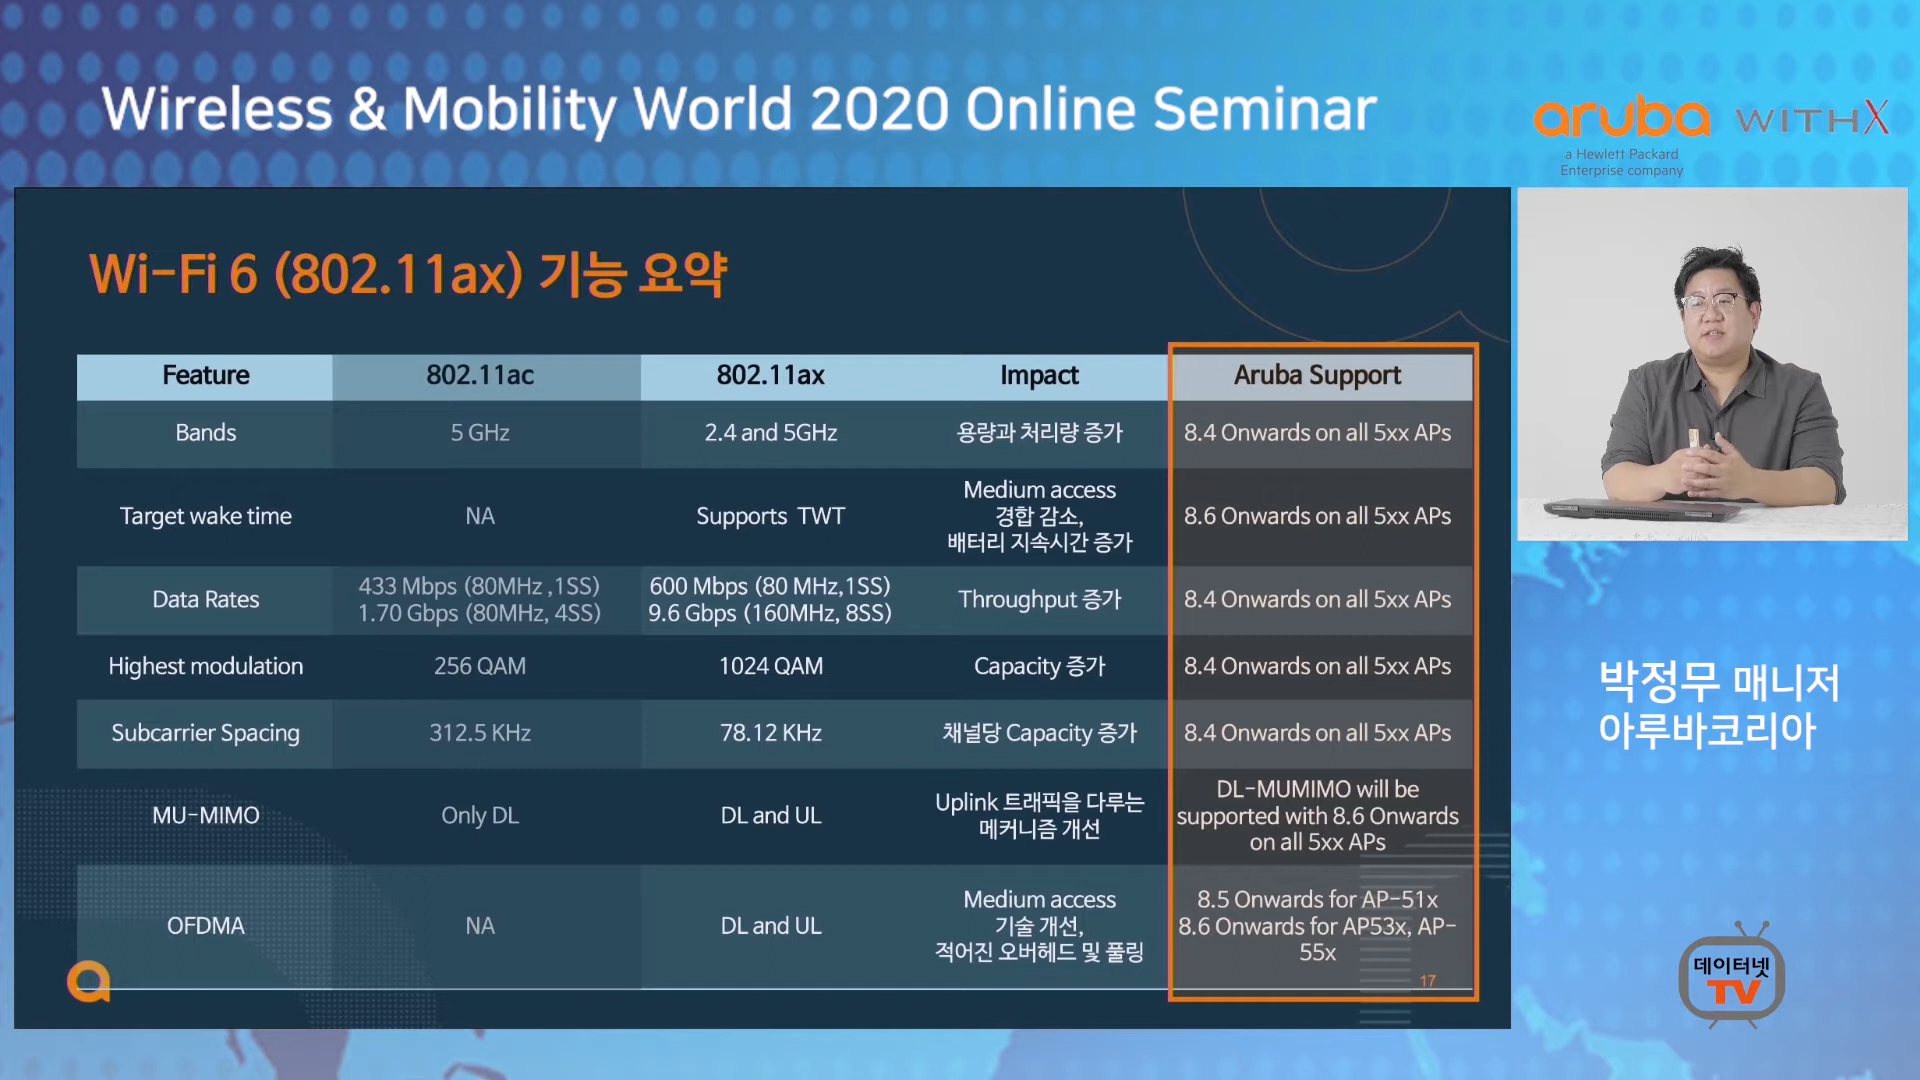 Wireless & Mobility World 2020 Online Seminar
aruba
a Hewlett Packard
Enterprise company
WITHX
Wi-Fi 6 (802.11ax) 기능 요약
Feature
802.11ac
802.11ax
Impact
Aruba Support
Bands
5 GHz
2.4 and 5GHz
용량과 처리량 증가
8.4 Onwards on all 5xx APs
Target wake time
NA
Supports TWT
Medium access
경합 감소,
배터리 지속시간 증가
8.6 Onwards on all 5xx APs
Data Rates
433 Mbps (80MHz ,1SS)
1.70 Gbps (80MHz, 4SS)
600 Mbps (80 MHz,1SS)
9.6 Gbps (160MHz, 8SS)
Throughput 증가
8.4 Onwards on all 5xx APs
Highest modulation
256 QAM
1024 QAM
Capacity 증가
8.4 Onwards on all 5xx APs
Subcarrier Spacing
312.5 KHz
78.12 KHz
채널당 Capacity 증가
8.4 Onwards on all 5xx APs
MU-MIMO
Only DL
DL and UL
Uplink 트래픽을 다루는
메커니즘 개선
DL-MUMIMO will be
supported with 8.6 Onwards
on all 5xx APs
OFDMA
NA
DL and UL
Medium access
기술 개선,
적어진 오버헤드 및 풀링
8.5 Onwards for AP-51x
8.6 Onwards for AP53x, AP-
55x
17
박정무 매니저
아루바코리아
데이터넷
TV